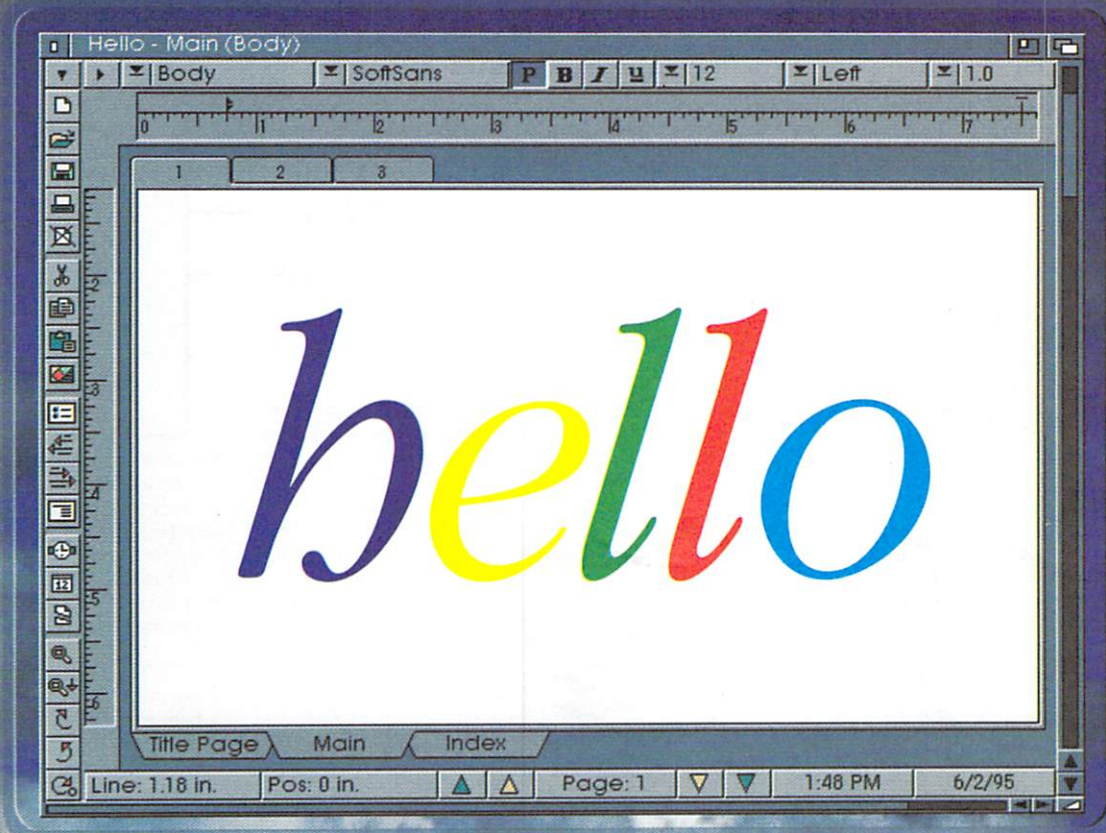 Hello - Main (Body)
Body SoftSans P B I U 12 Left 1.0
0 1 2 3 4 5 6 7
1 2 3
2
3
4
12
5
6
hello
Title Page Main Index
Line: 1.18 in. Pos: 0 in. Page: 1 1:48 PM 6/2/95